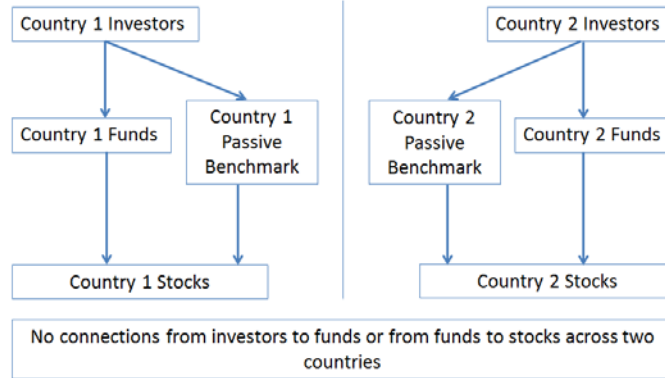 Country 1 Investors
Country 2 Investors
Country 1 Funds
Country 1
Passive
Benchmark
Country 2
Passive
Benchmark
Country 2 Funds
Country 1 Stocks
Country 2 Stocks
No connections from investors to funds or from funds to stocks across two
countries